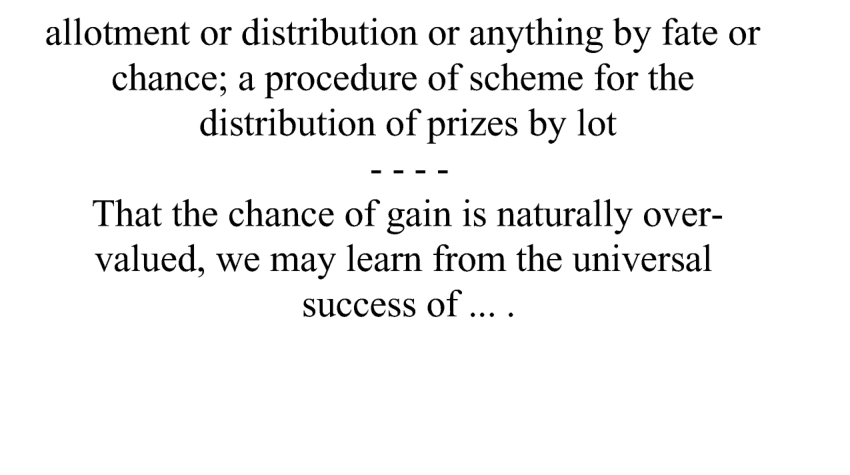 allotment or distribution or anything by fate or
chance; a procedure of scheme for the
distribution of prizes by lot
- - - -
That the chance of gain is naturally over-
valued, we may learn from the universal
success of ... .